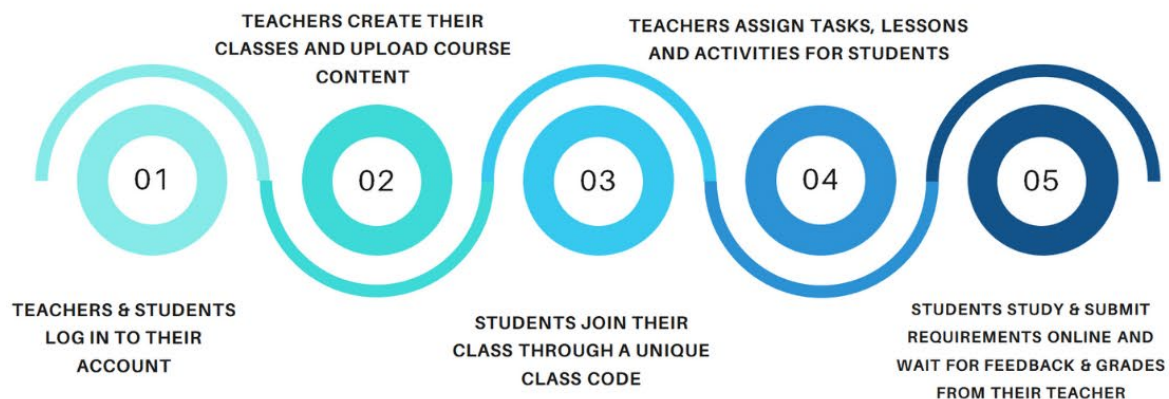 01
TEACHERS & STUDENTS
LOG IN TO THEIR
ACCOUNT
TEACHERS CREATE THEIR
CLASSES AND UPLOAD COURSE
CONTENT
02
03
STUDENTS JOIN THEIR
CLASS THROUGH A UNIQUE
CLASS CODE
TEACHERS ASSIGN TASKS, LESSONS
AND ACTIVITIES FOR STUDENTS
04
05
STUDENTS STUDY & SUBMIT
REQUIREMENTS ONLINE AND
WAIT FOR FEEDBACK & GRADES
FROM THEIR TEACHER